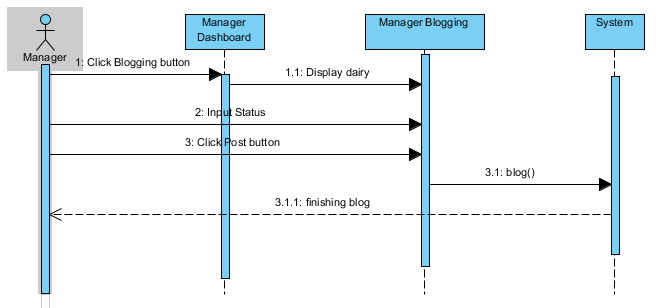 Manager
Manager
Dashboard
Manager Blogging
System
1: Click Blogging button
1.1: Display dairy
2: Input Status
3: Click Post button
3.1: blog()
3.1.1: finishing blog